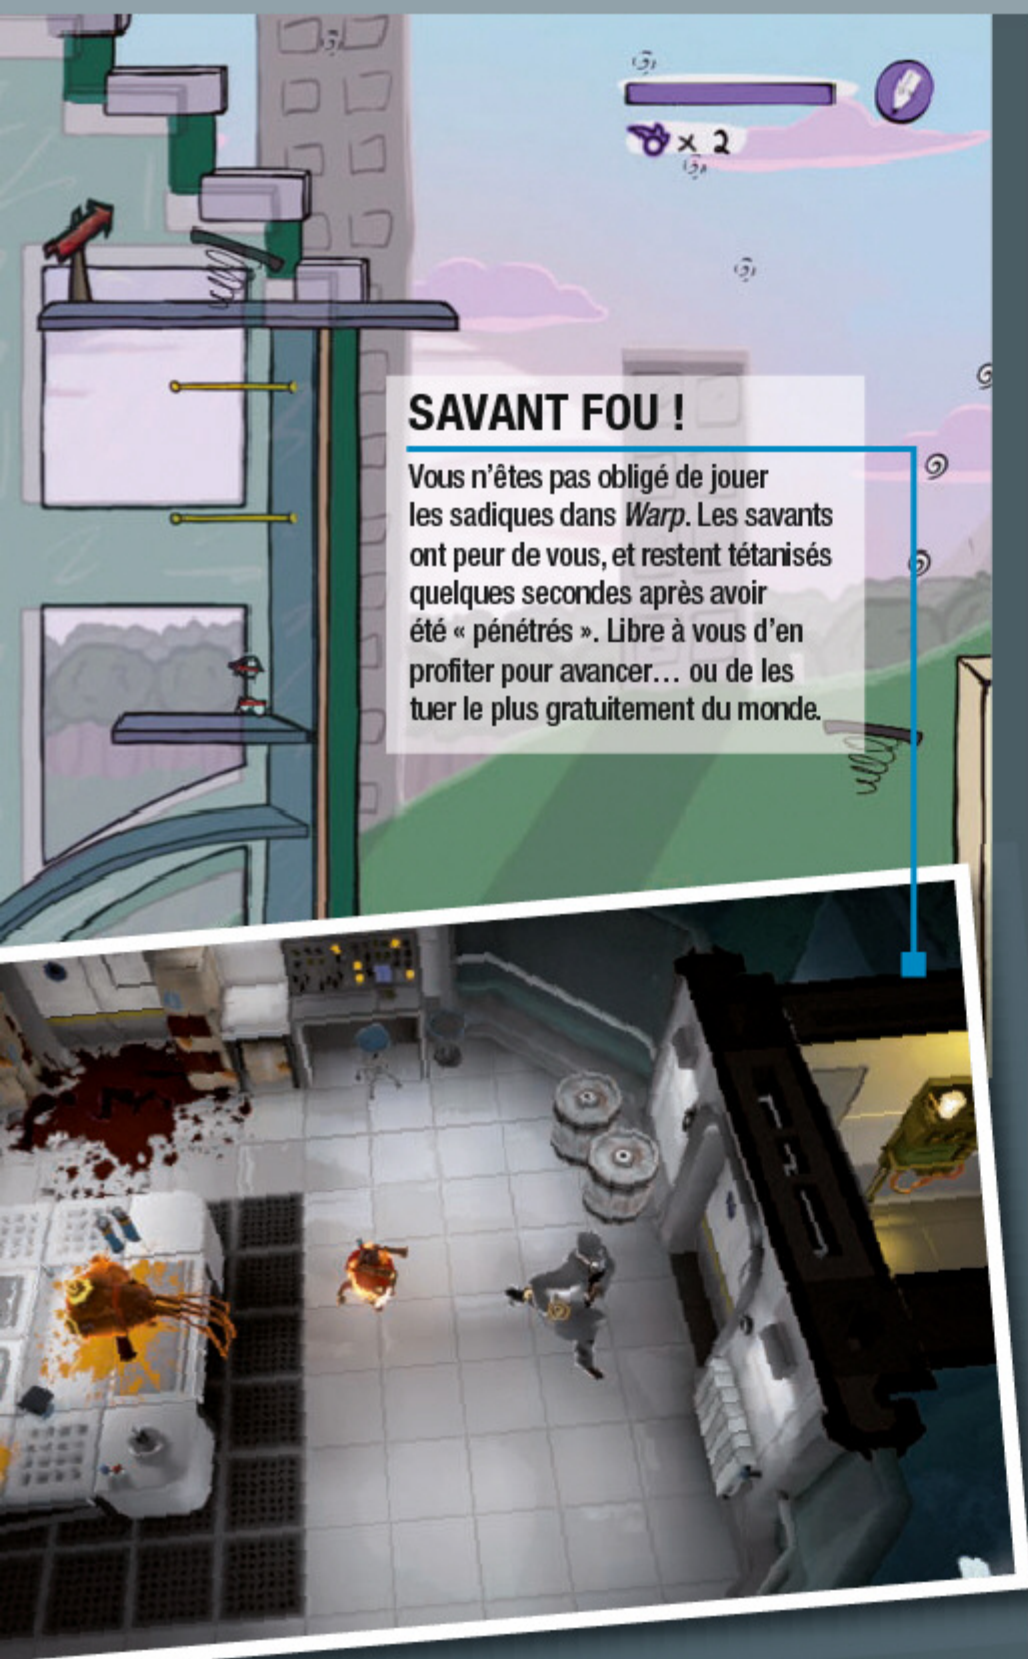 x 2
SAVANT FOU !
Vous n'êtes pas obligé de jouer
les sadiques dans Warp. Les savants
ont peur de vous, et restent tétanisés
quelques secondes après avoir
été « pénétrés ». Libre à vous d'en
profiter pour avancer... ou de les
tuer le plus gratuitement du monde.